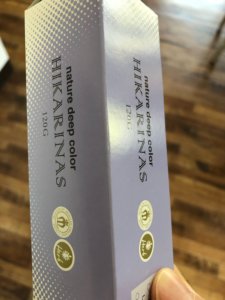 nature deep color
HIKARINAS
120G
nature deep color
HIKARINAS
120G